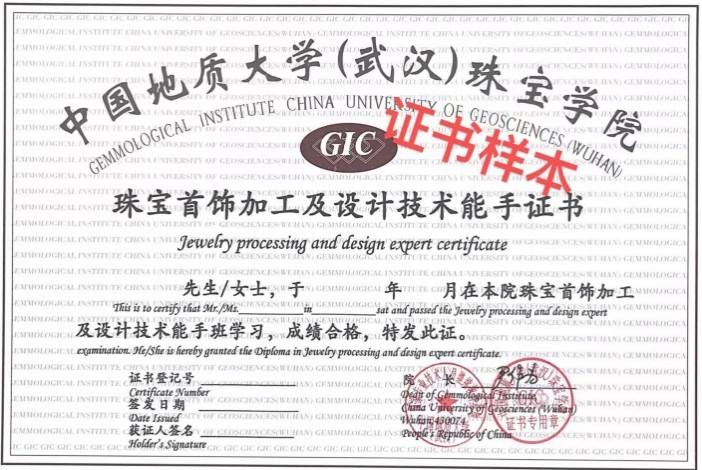 中国地质大学(武汉)珠宝学院
GEMMOLOGICAL INSTITUTE CHINA UNIVERSITY OF GEOSCIENCES (WUHAN)
GIC
证书样本
珠宝首饰加工及设计技术能手证书
Jewelry processing and design expert certificate
先生/女士，于 年 月在本院珠宝首饰加工
This is to certify that Mr./Ms.____________in____________sat and passed the Jewelry processing and design expert
及设计技术能手班学习，成绩合格，特发此证。
examination. He/She is hereby granted the Diploma in Jewelry processing and design expert certificate.
证书登记号
Certificate Number
签发日期
Date Issued
获证人签名
Holder's Signature
院 长
Dean of Gemmological Institute,
China University of Geosciences (Wuhan)
Wuhan,430074
People's Republic of China
证书专用章